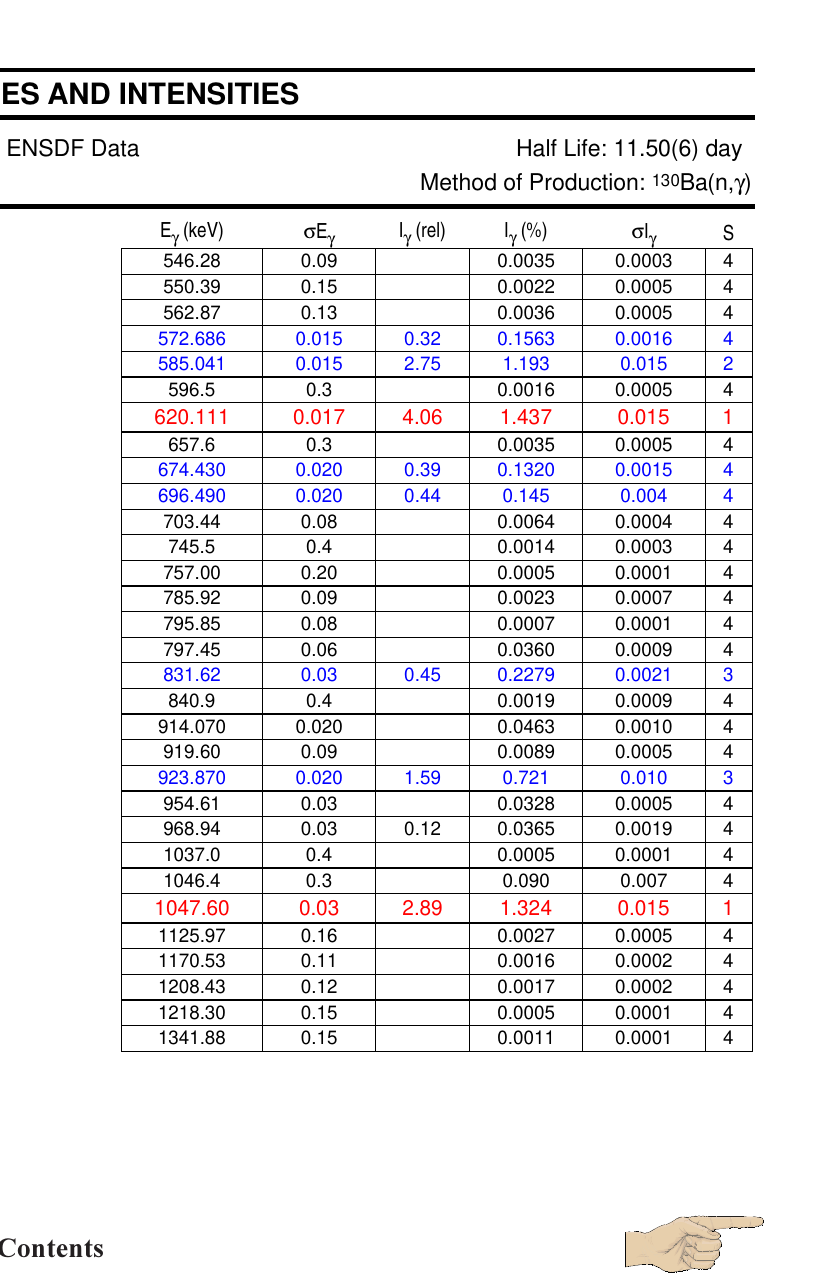 ES AND INTENSITIES
ENSDF Data Half Life: 11.50(6) day
Method of Production: 130Ba(n,γ)
Eγ (keV) σEγ Iγ (rel) Iγ (%) σIγ S
546.28 0.09 0.0035 0.0003 4
550.39 0.15 0.0022 0.0005 4
562.87 0.13 0.0036 0.0005 4
572.686 0.015 0.32 0.1563 0.0016 4
585.041 0.015 2.75 1.193 0.015 2
596.5 0.3 0.0016 0.0005 4
620.111 0.017 4.06 1.437 0.015 1
657.6 0.3 0.0035 0.0005 4
674.430 0.020 0.39 0.1320 0.0015 4
696.490 0.020 0.44 0.145 0.004 4
703.44 0.08 0.0064 0.0004 4
745.5 0.4 0.0014 0.0003 4
757.00 0.20 0.0005 0.0001 4
785.92 0.09 0.0023 0.0007 4
795.85 0.08 0.0007 0.0001 4
797.45 0.06 0.0360 0.0009 4
831.62 0.03 0.45 0.2279 0.0021 3
840.9 0.4 0.0019 0.0009 4
914.070 0.020 0.0463 0.0010 4
919.60 0.09 0.0089 0.0005 4
923.870 0.020 1.59 0.721 0.010 3
954.61 0.03 0.0328 0.0005 4
968.94 0.03 0.12 0.0365 0.0019 4
1037.0 0.4 0.0005 0.0001 4
1046.4 0.3 0.090 0.007 4
1047.60 0.03 2.89 1.324 0.015 1
1125.97 0.16 0.0027 0.0005 4
1170.53 0.11 0.0016 0.0002 4
1208.43 0.12 0.0017 0.0002 4
1218.30 0.15 0.0005 0.0001 4
1341.88 0.15 0.0011 0.0001 4
Contents